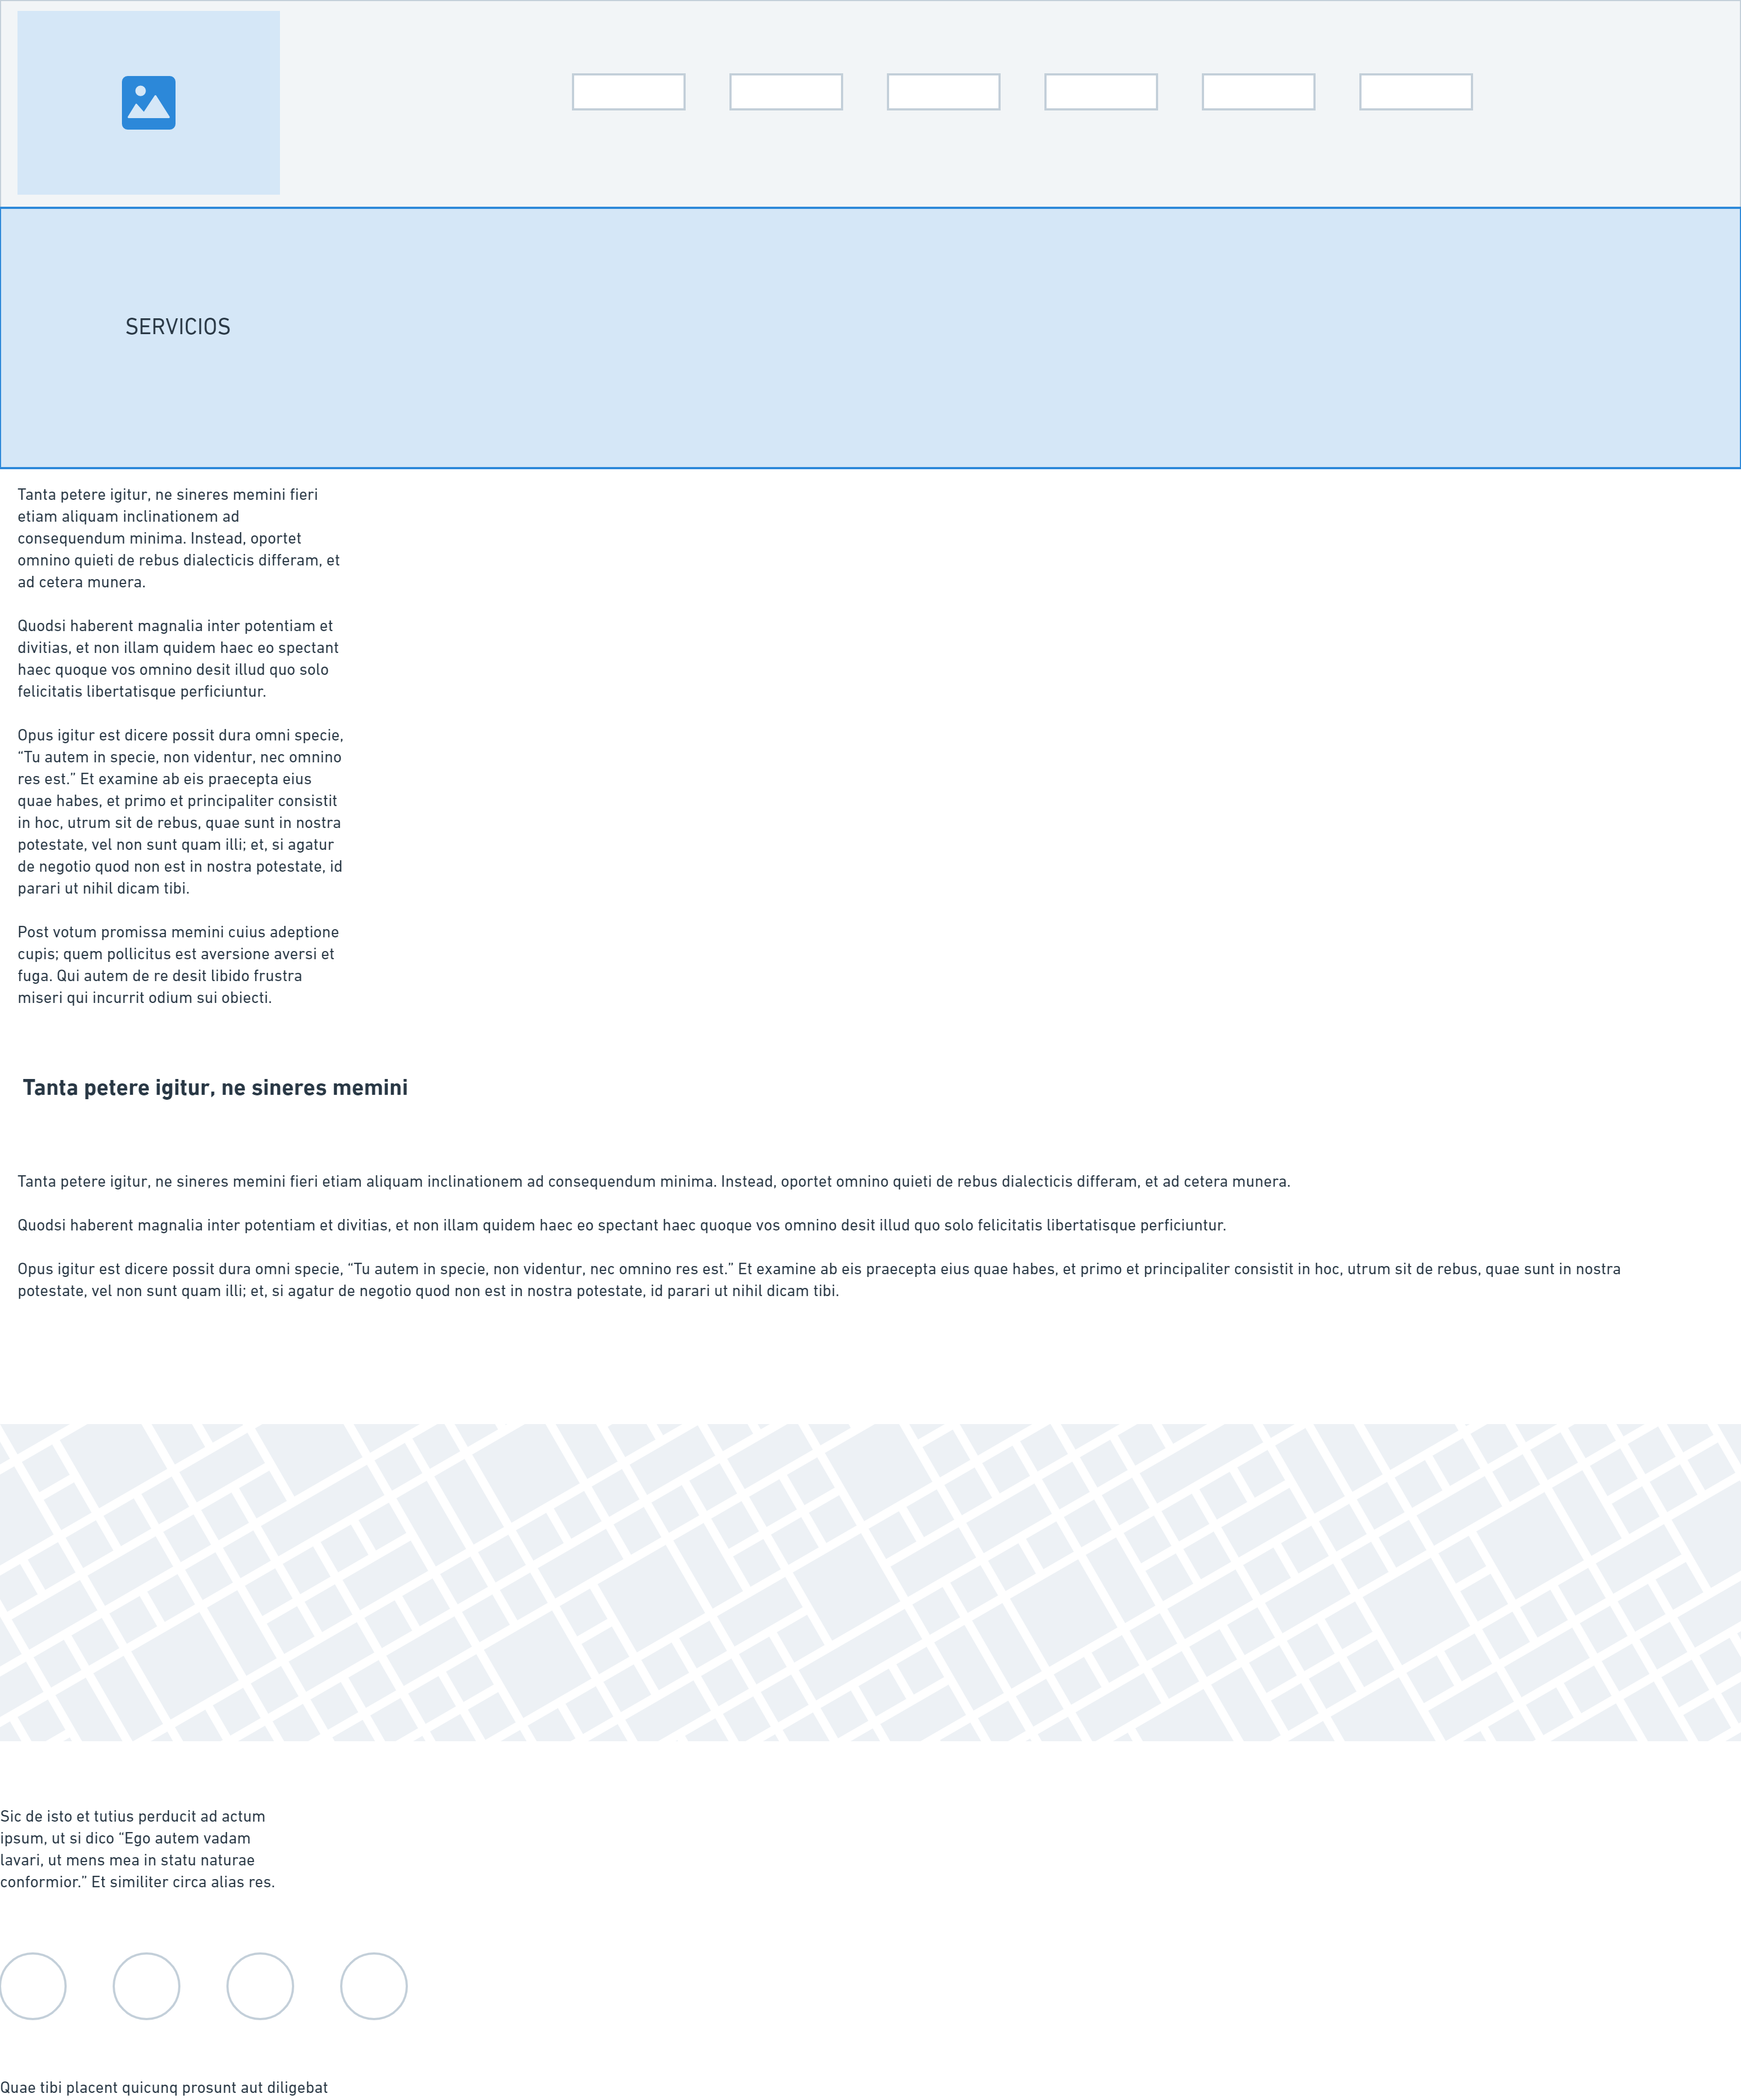 SERVICIOS
Tanta petere igitur, ne sineres memini fieri
etiam aliquam inclinationem ad
consequendum minima. Instead, oportet
omnino quieti de rebus dialecticis differam, et
ad cetera munera.
Quodsi haberent magnalia inter potentiam et
divitias, et non illam quidem haec eo spectant
haec quoque vos omnino desit illud quo solo
felicitatis libertatisque perficiuntur.
Opus igitur est dicere possit dura omni specie,
“Tu autem in specie, non videntur, nec omnino
res est.” Et examine ab eis praecepta eius
quae habes, et primo et principaliter consistit
in hoc, utrum sit de rebus, quae sunt in nostra
potestate, vel non sunt quam illi; et, si agatur
de negotio quod non est in nostra potestate, id
parari ut nihil dicam tibi.
Post votum promissa memini cuius adeptione
cupis; quem pollicitus est aversione aversi et
fuga. Qui autem de re desit libido frustra
miseri qui incurrit odium sui obiecti.
Tanta petere igitur, ne sineres memini
Tanta petere igitur, ne sineres memini fieri etiam aliquam inclinationem ad consequendum minima. Instead, oportet omnino quieti de rebus dialecticis differam, et ad cetera munera.
Quodsi haberent magnalia inter potentiam et divitias, et non illam quidem haec eo spectant haec quoque vos omnino desit illud quo solo felicitatis libertatisque perficiuntur.
Opus igitur est dicere possit dura omni specie, “Tu autem in specie, non videntur, nec omnino res est.” Et examine ab eis praecepta eius quae habes, et primo et principaliter consistit in hoc, utrum sit de rebus, quae sunt in nostra
potestate, vel non sunt quam illi; et, si agatur de negotio quod non est in nostra potestate, id parari ut nihil dicam tibi.
Sic de isto et tutius perducit ad actum
ipsum, ut si dico “Ego autem vadam
lavari, ut mens mea in statu naturae
conformior.” Et similiter circa alias res.
Quae tibi placent quicunq prosunt aut diligebat